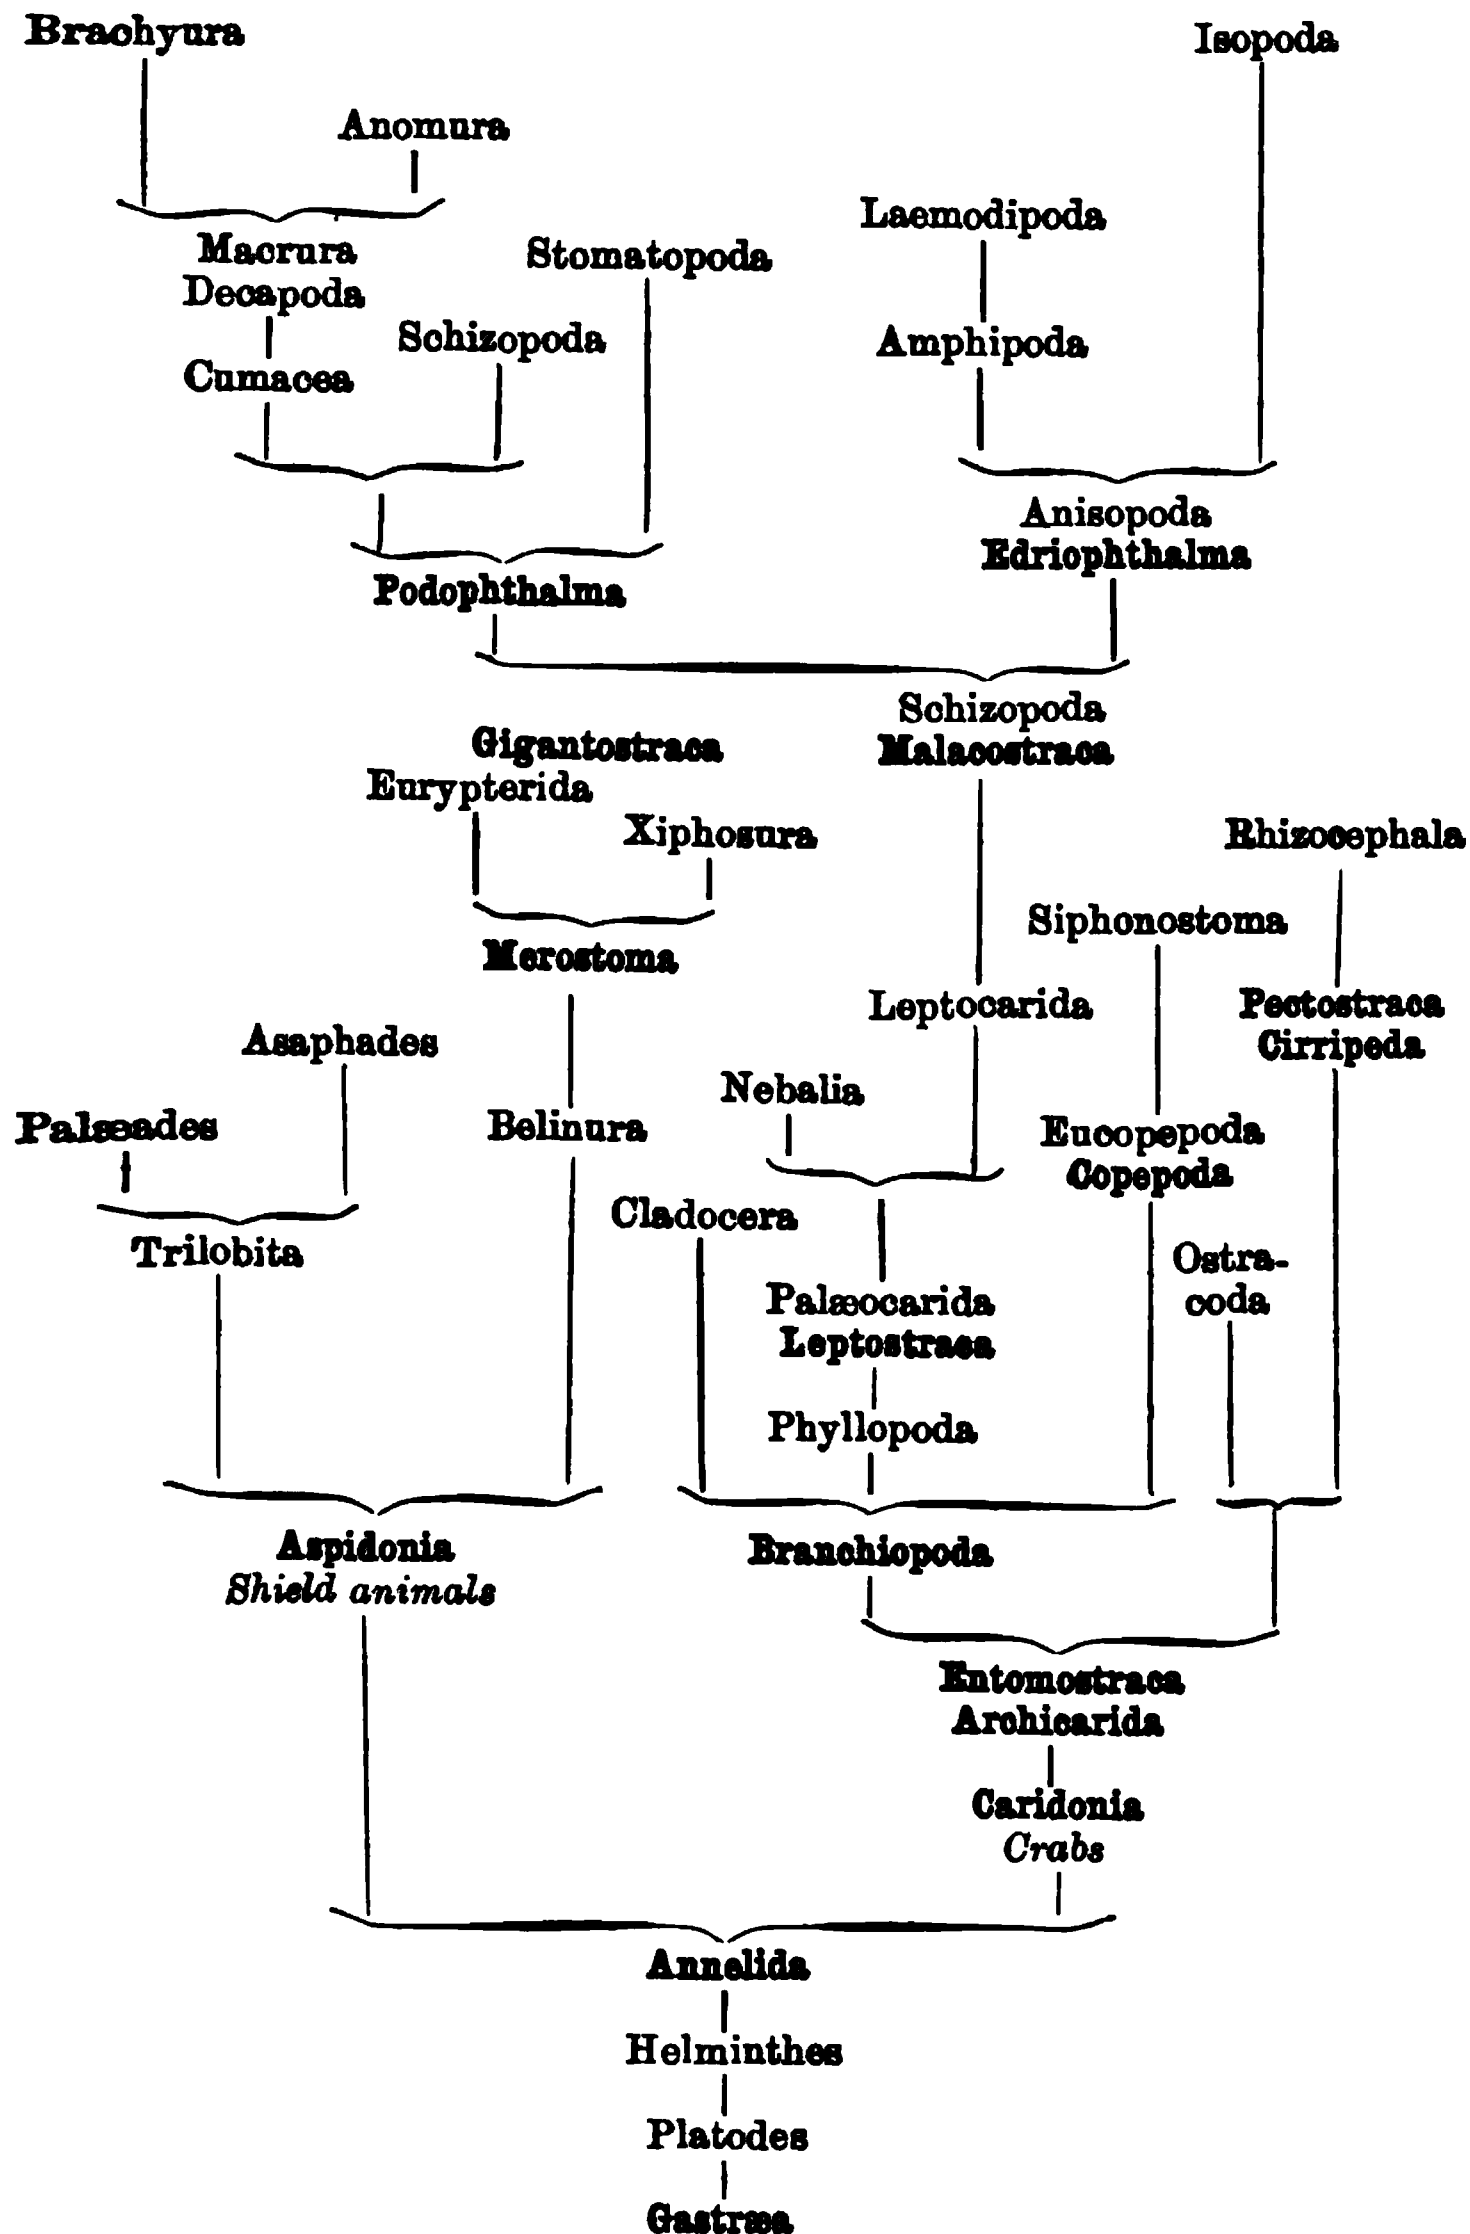 Brachyura
Isopoda
Anomura
Laemodipoda
Macrura
Decapoda
Stomatopoda
Schizopoda
Amphipoda
Cumacea
Anisopoda
Edriophthalma
Podophthalma
Schizopoda
Malacostraca
Gigantostraca
Eurypterida
Xiphosura
Rhizocephala
Siphonostoma
Merostoma
Leptocarida
Pectostraca
Cirripeda
Asaphades
Nebalia
Palæades
Belinura
Eucopepoda
Copepoda
Cladocera
Trilobita
Ostra-
coda
Palæocarida
Leptostraca
Phyllopoda
Aspidonia
Shield animals
Branchiopoda
Entomostraca
Archicarida
Caridonia
Crabs
Annelida
Helminthes
Platodes
Gastræa